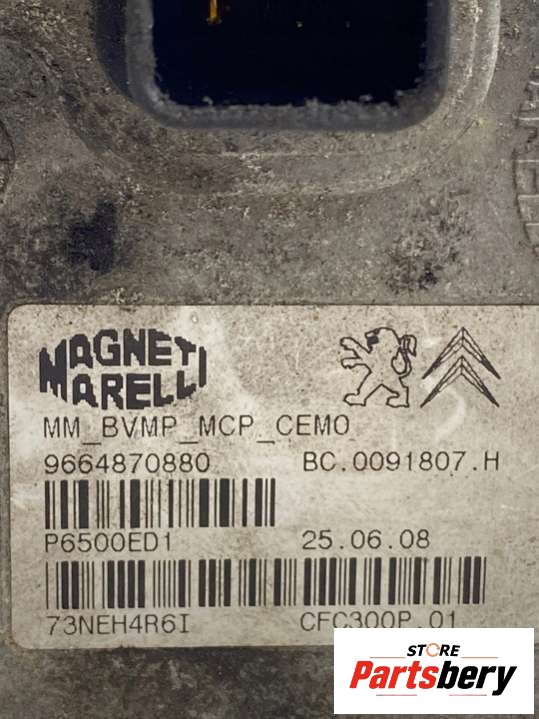 MAGNETI
MARELLI
MM_BVMP_MCP_CEMO
9664870880 BC.0091807.H
P6500ED1 25.06.08
73NEH4R6I CFC300P.01
STORE
Partsbery